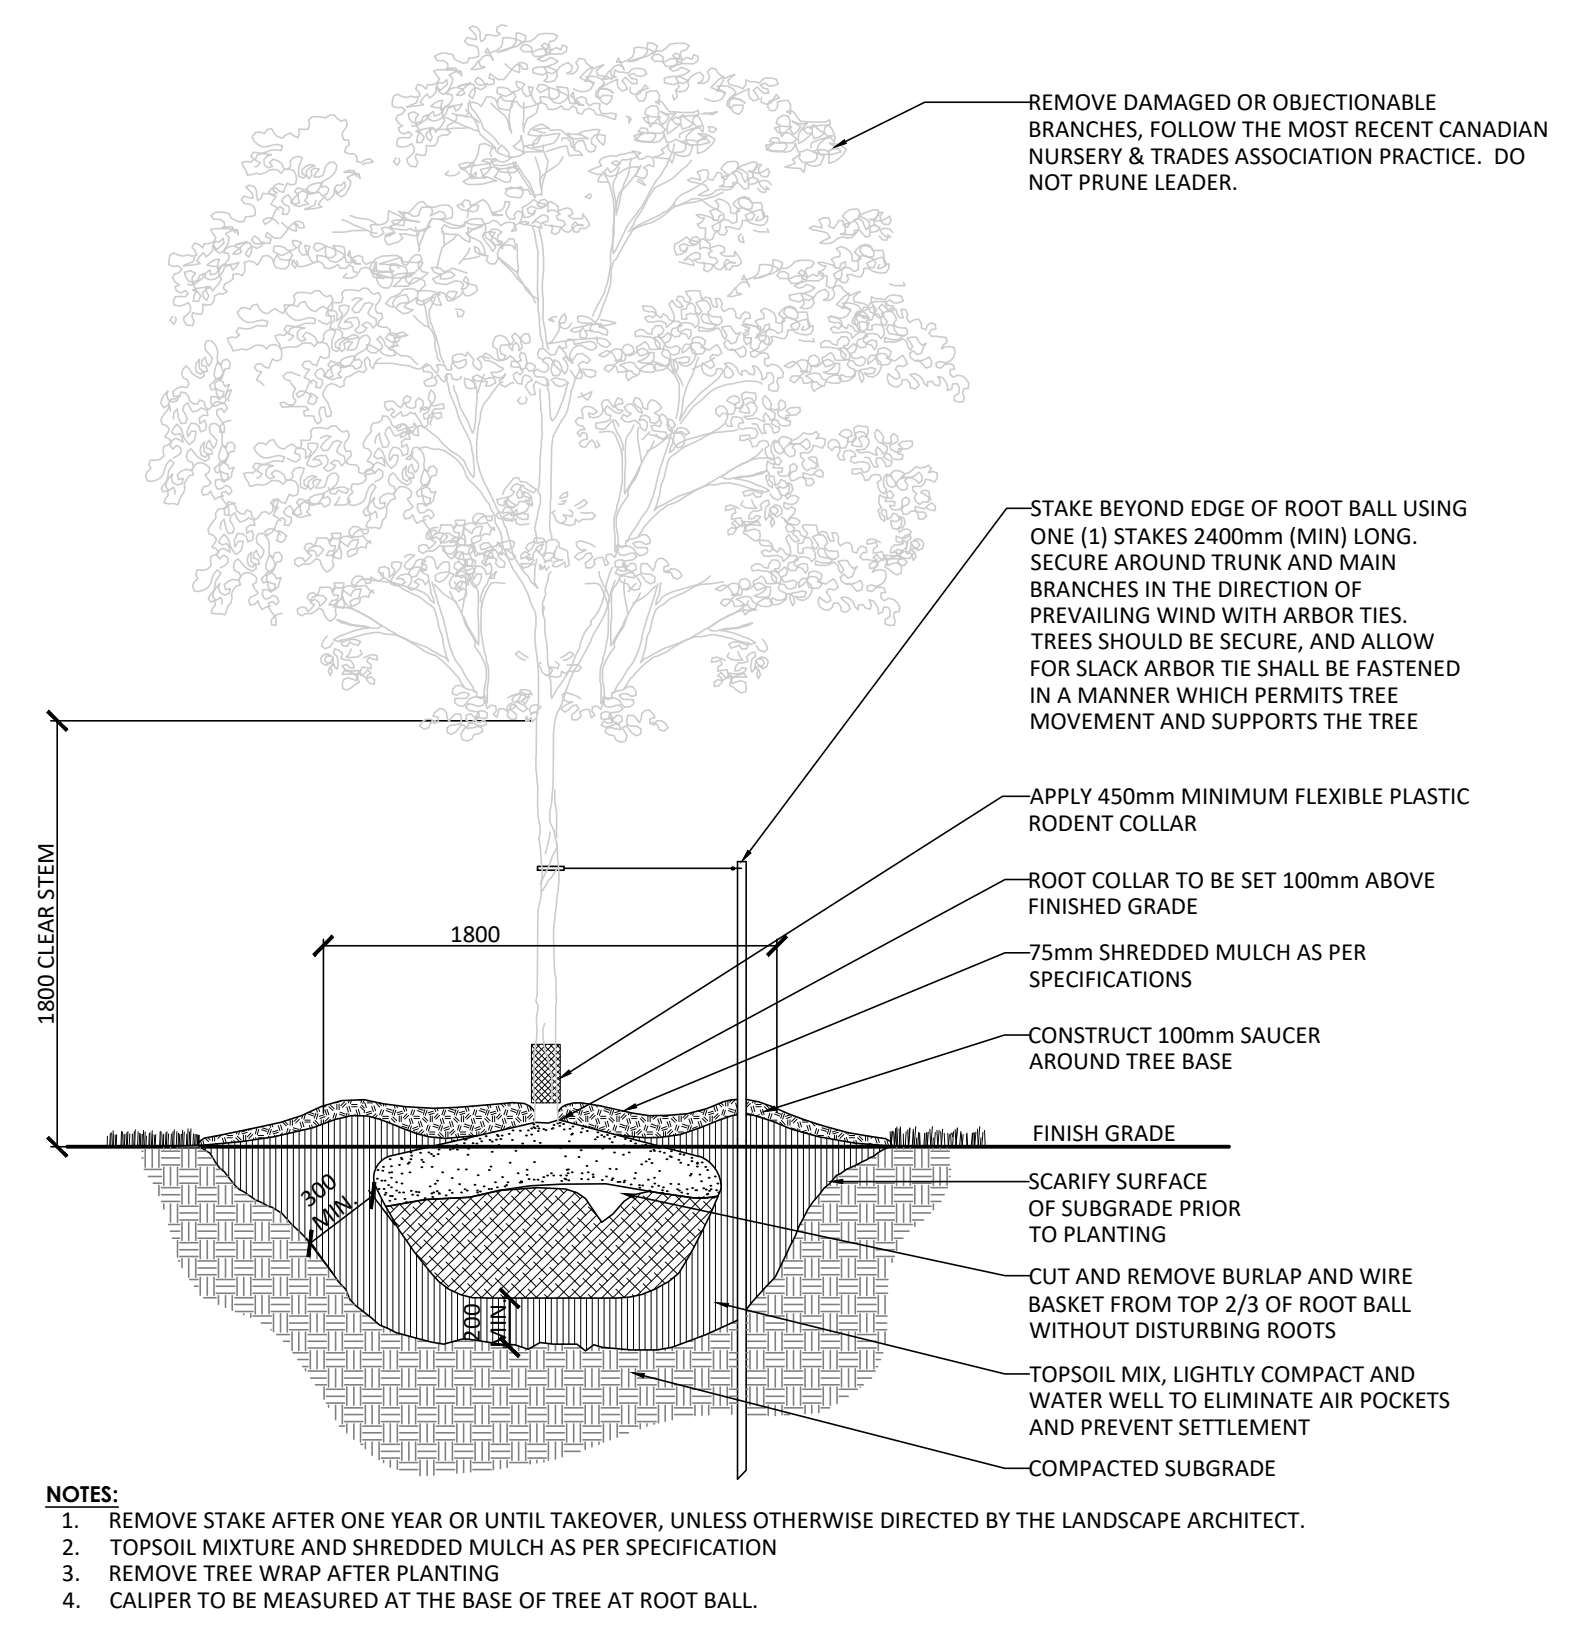 REMOVE DAMAGED OR OBJECTIONABLE
BRANCHES, FOLLOW THE MOST RECENT CANADIAN
NURSERY & TRADES ASSOCIATION PRACTICE.  DO
NOT PRUNE LEADER.
STAKE BEYOND EDGE OF ROOT BALL USING
ONE (1) STAKES 2400mm (MIN) LONG.
SECURE AROUND TRUNK AND MAIN
BRANCHES IN THE DIRECTION OF
PREVAILING WIND WITH ARBOR TIES.
TREES SHOULD BE SECURE, AND ALLOW
FOR SLACK ARBOR TIE SHALL BE FASTENED
IN A MANNER WHICH PERMITS TREE
MOVEMENT AND SUPPORTS THE TREE
APPLY 450mm MINIMUM FLEXIBLE PLASTIC
RODENT COLLAR
ROOT COLLAR TO BE SET 100mm ABOVE
FINISHED GRADE
75mm SHREDDED MULCH AS PER
SPECIFICATIONS
CONSTRUCT 100mm SAUCER
AROUND TREE BASE
FINISH GRADE
SCARIFY SURFACE
OF SUBGRADE PRIOR
TO PLANTING
CUT AND REMOVE BURLAP AND WIRE
BASKET FROM TOP 2/3 OF ROOT BALL
WITHOUT DISTURBING ROOTS
TOPSOIL MIX, LIGHTLY COMPACT AND
WATER WELL TO ELIMINATE AIR POCKETS
AND PREVENT SETTLEMENT
COMPACTED SUBGRADE
1800 CLEAR STEM
1800
300
MIN.
200
MIN.
NOTES:
1. REMOVE STAKE AFTER ONE YEAR OR UNTIL TAKEOVER, UNLESS OTHERWISE DIRECTED BY THE LANDSCAPE ARCHITECT.
2. TOPSOIL MIXTURE AND SHREDDED MULCH AS PER SPECIFICATION
3. REMOVE TREE WRAP AFTER PLANTING
4. CALIPER TO BE MEASURED AT THE BASE OF TREE AT ROOT BALL.